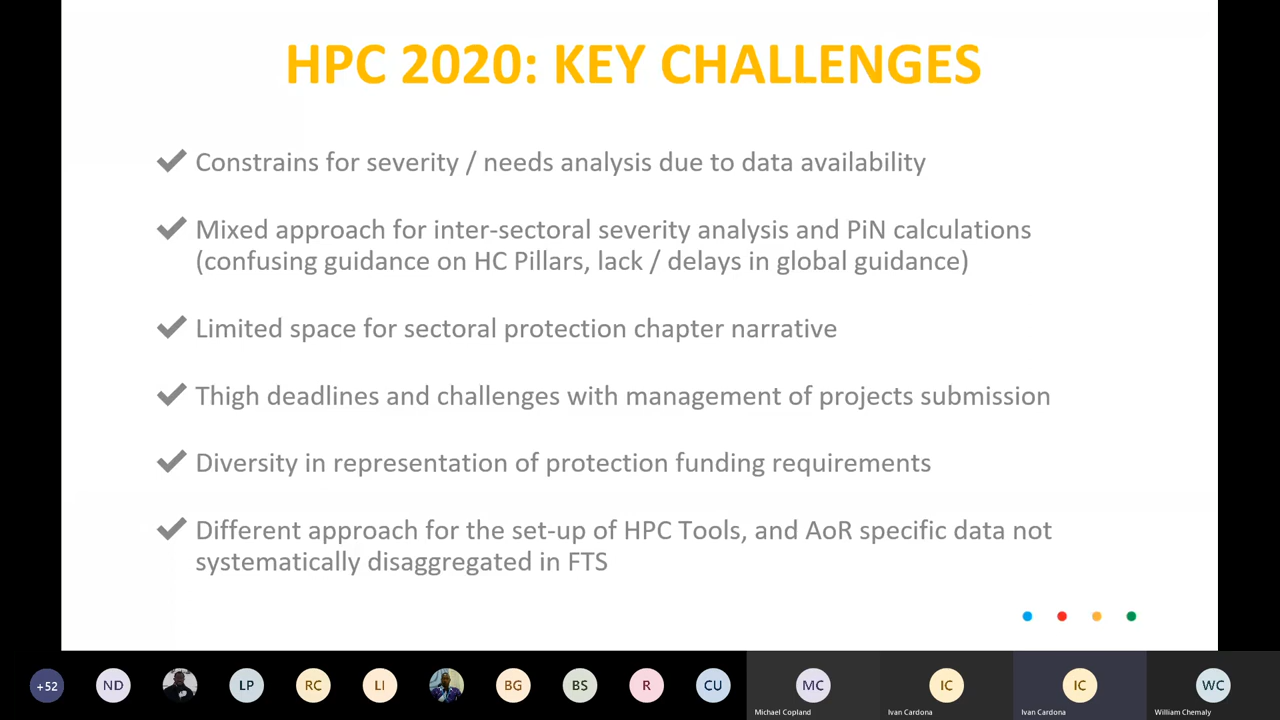 HPC 2020: KEY CHALLENGES
Constrains for severity / needs analysis due to data availability
Mixed approach for inter-sectoral severity analysis and PiN calculations
(confusing guidance on HC Pillars, lack / delays in global guidance)
Limited space for sectoral protection chapter narrative
Thigh deadlines and challenges with management of projects submission
Diversity in representation of protection funding requirements
Different approach for the set-up of HPC Tools, and AoR specific data not
systematically disaggregated in FTS
+52 ND LP RC LI BG BS R CU MC IC IC WC
Michael Copland Ivan Cardona Ivan Cardona William Chemaly